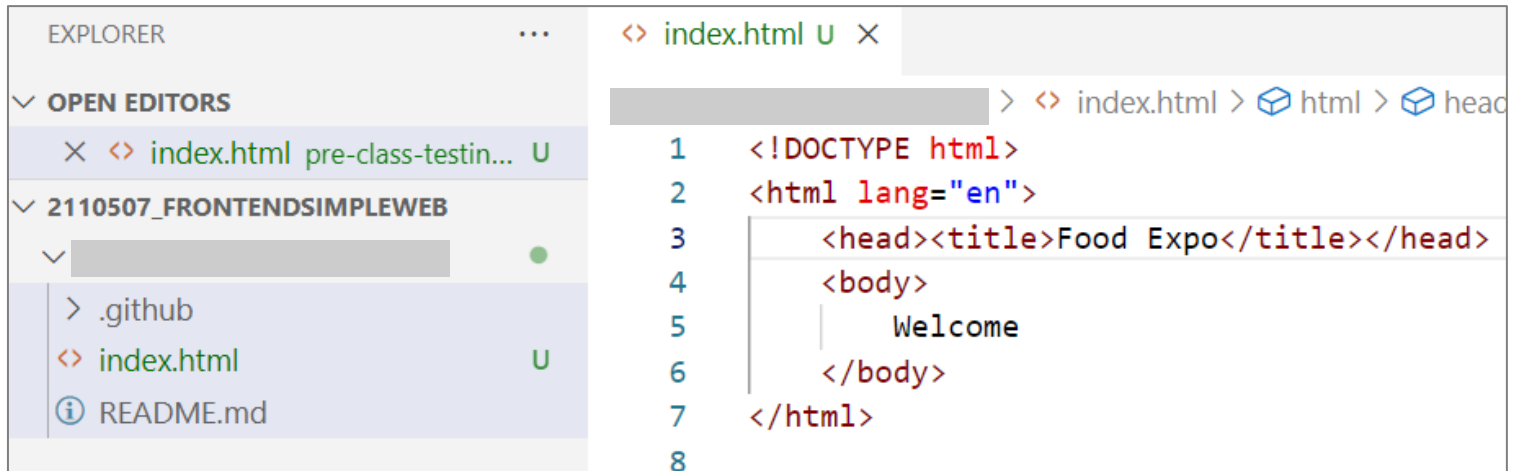 EXPLORER ...
OPEN EDITORS
index.html pre-class-testin... U
2110507_FRONTENDSIMPLEWEB
.github
index.html U
README.md
index.html U
index.html > html > head
1 <!DOCTYPE html>
2 <html lang="en">
3 <head><title>Food Expo</title></head>
4 <body>
5 Welcome
6 </body>
7 </html>
8